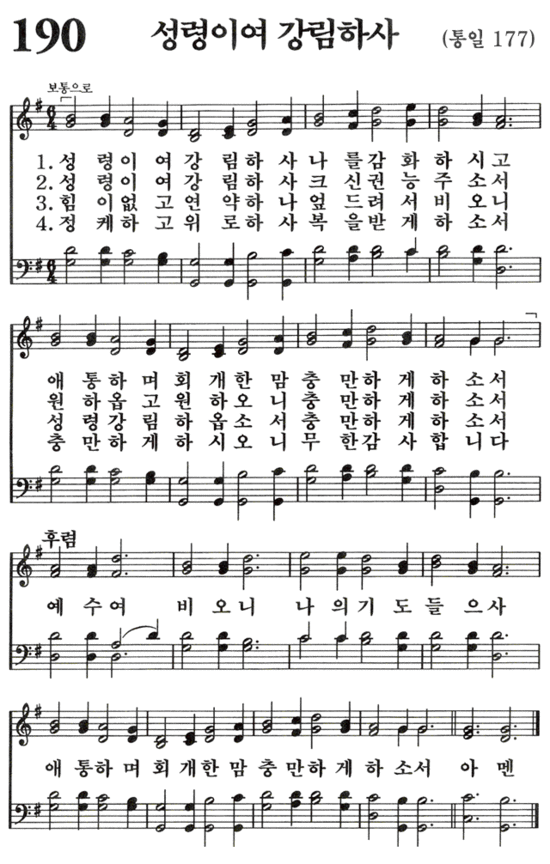 190 성령이여 강림하사 (통일 177)
보통으로
1. 성 령이 여 강 림하 사 나 를감 화 하 시 고
2. 성 령이 여 강 림하 사 크 신권 능 주 소 서
3. 힘 이없 고 연 약하 나 엎 드려 서 비 오 니
4. 정 케하 고 위 로하 사 복 을받 게 하 소 서
애 통하 며 회 개한 맘 충 만하 게 하 소 서
원 하옵 고 원 하오 니 충 만하 게 하 소 서
성 령강 림 하 옵소 서 충 만하 게 하 소 서
충 만하 게 하 시오 니 무 한감 사 합 니 다
후렴
예 수 여 비 오 니 나 의 기 도 들 으 사
애 통하 며 회 개한 맘 충 만하 게 하 소서 아 멘